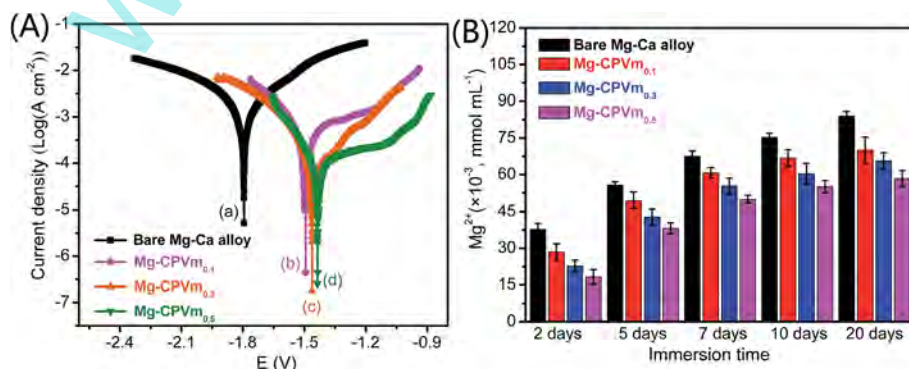 (A)
Current density (Log(A cm⁻²)
-1
-2
-3
-4
-5
-6
-7
(a)
(b)
(c)
(d)
Bare Mg-Ca alloy
Mg-CPVm0.1
Mg-CPVm0.3
Mg-CPVm0.5
-2.4 -2.1 -1.8 -1.5 -1.2 -0.9
E (V)
(B)
Mg²⁺(×10⁻³, mmol mL⁻¹)
120
105
90
75
60
45
30
15
0
Bare Mg-Ca alloy
Mg-CPVm0.1
Mg-CPVm0.3
Mg-CPVm0.5
2 days 5 days 7 days 10 days 20 days
Immersion time